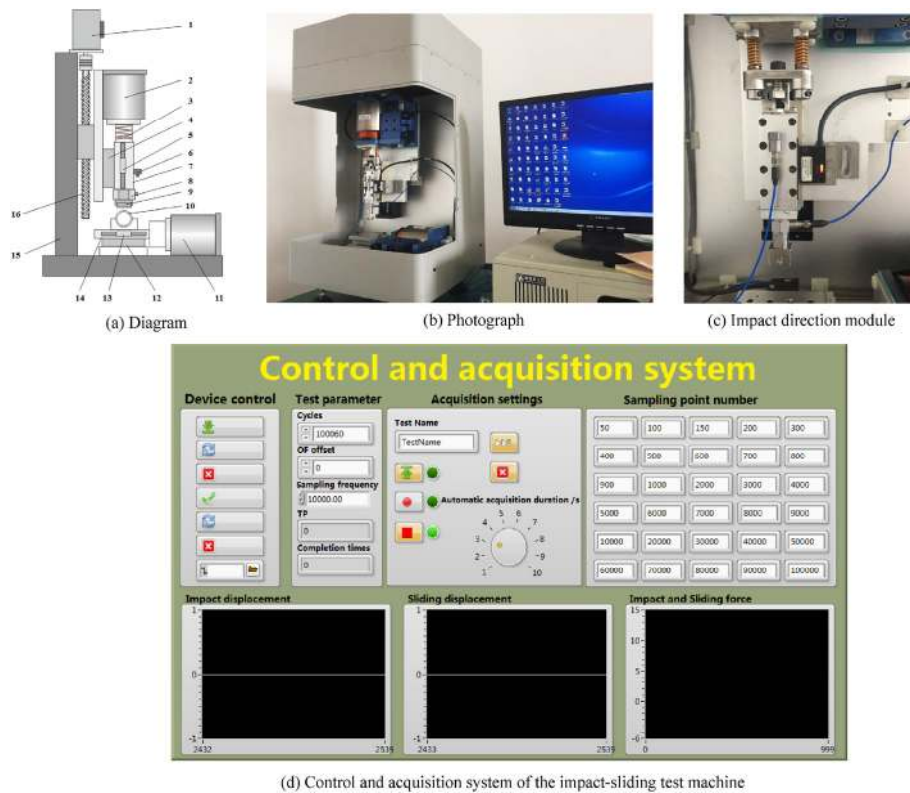 1
2
3
4
5
6
7
8
9
10
16
15
14
13
12
11
(a) Diagram
(b) Photograph
(c) Impact direction module
Control and acquisition system
Device control
Test parameter
Cycles
100060
OF offset
0
Sampling frequency
10000.00
TP
0
Completion times
0
Acquisition settings
Test Name
TestName
Automatic acquisition duration /s
1 2 3 4 5 6 7 8 9 10
Sampling point number
50 100 150 200 300
400 500 600 700 800
900 1000 2000 3000 4000
5000 6000 7000 8000 9000
10000 20000 30000 40000 50000
60000 70000 80000 90000 100000
Impact displacement
1
0
-1
2432
Sliding displacement
1
0
-1
2433
Impact and Sliding force
15
10
5
0
-6
0 999
(d) Control and acquisition system of the impact-sliding test machine